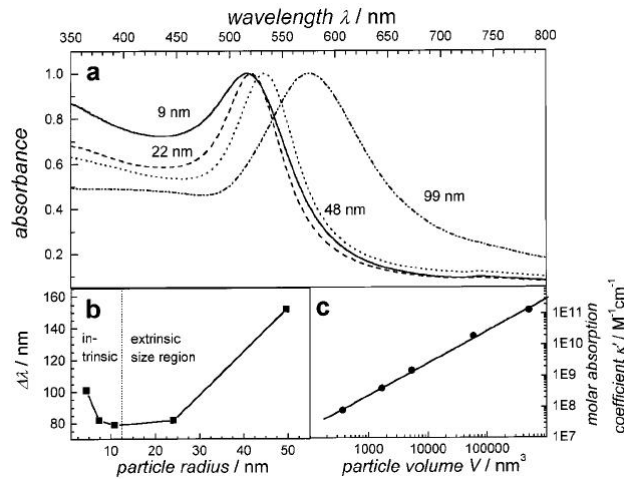 wavelength λ / nm
350 400 450 500 550 600 650 700 750 800
a
1.0
0.8
0.6
0.4
0.2
absorbance
9 nm
22 nm
48 nm
99 nm
b
160
140
120
100
80
Δλ / nm
in-
trinsic
extrinsic
size region
0 10 20 30 40 50
particle radius / nm
c
1E11
1E10
1E9
1E8
1E7
molar absorption
coefficient κ' / M⁻¹cm⁻¹
1000 10000 100000
particle volume V / nm³